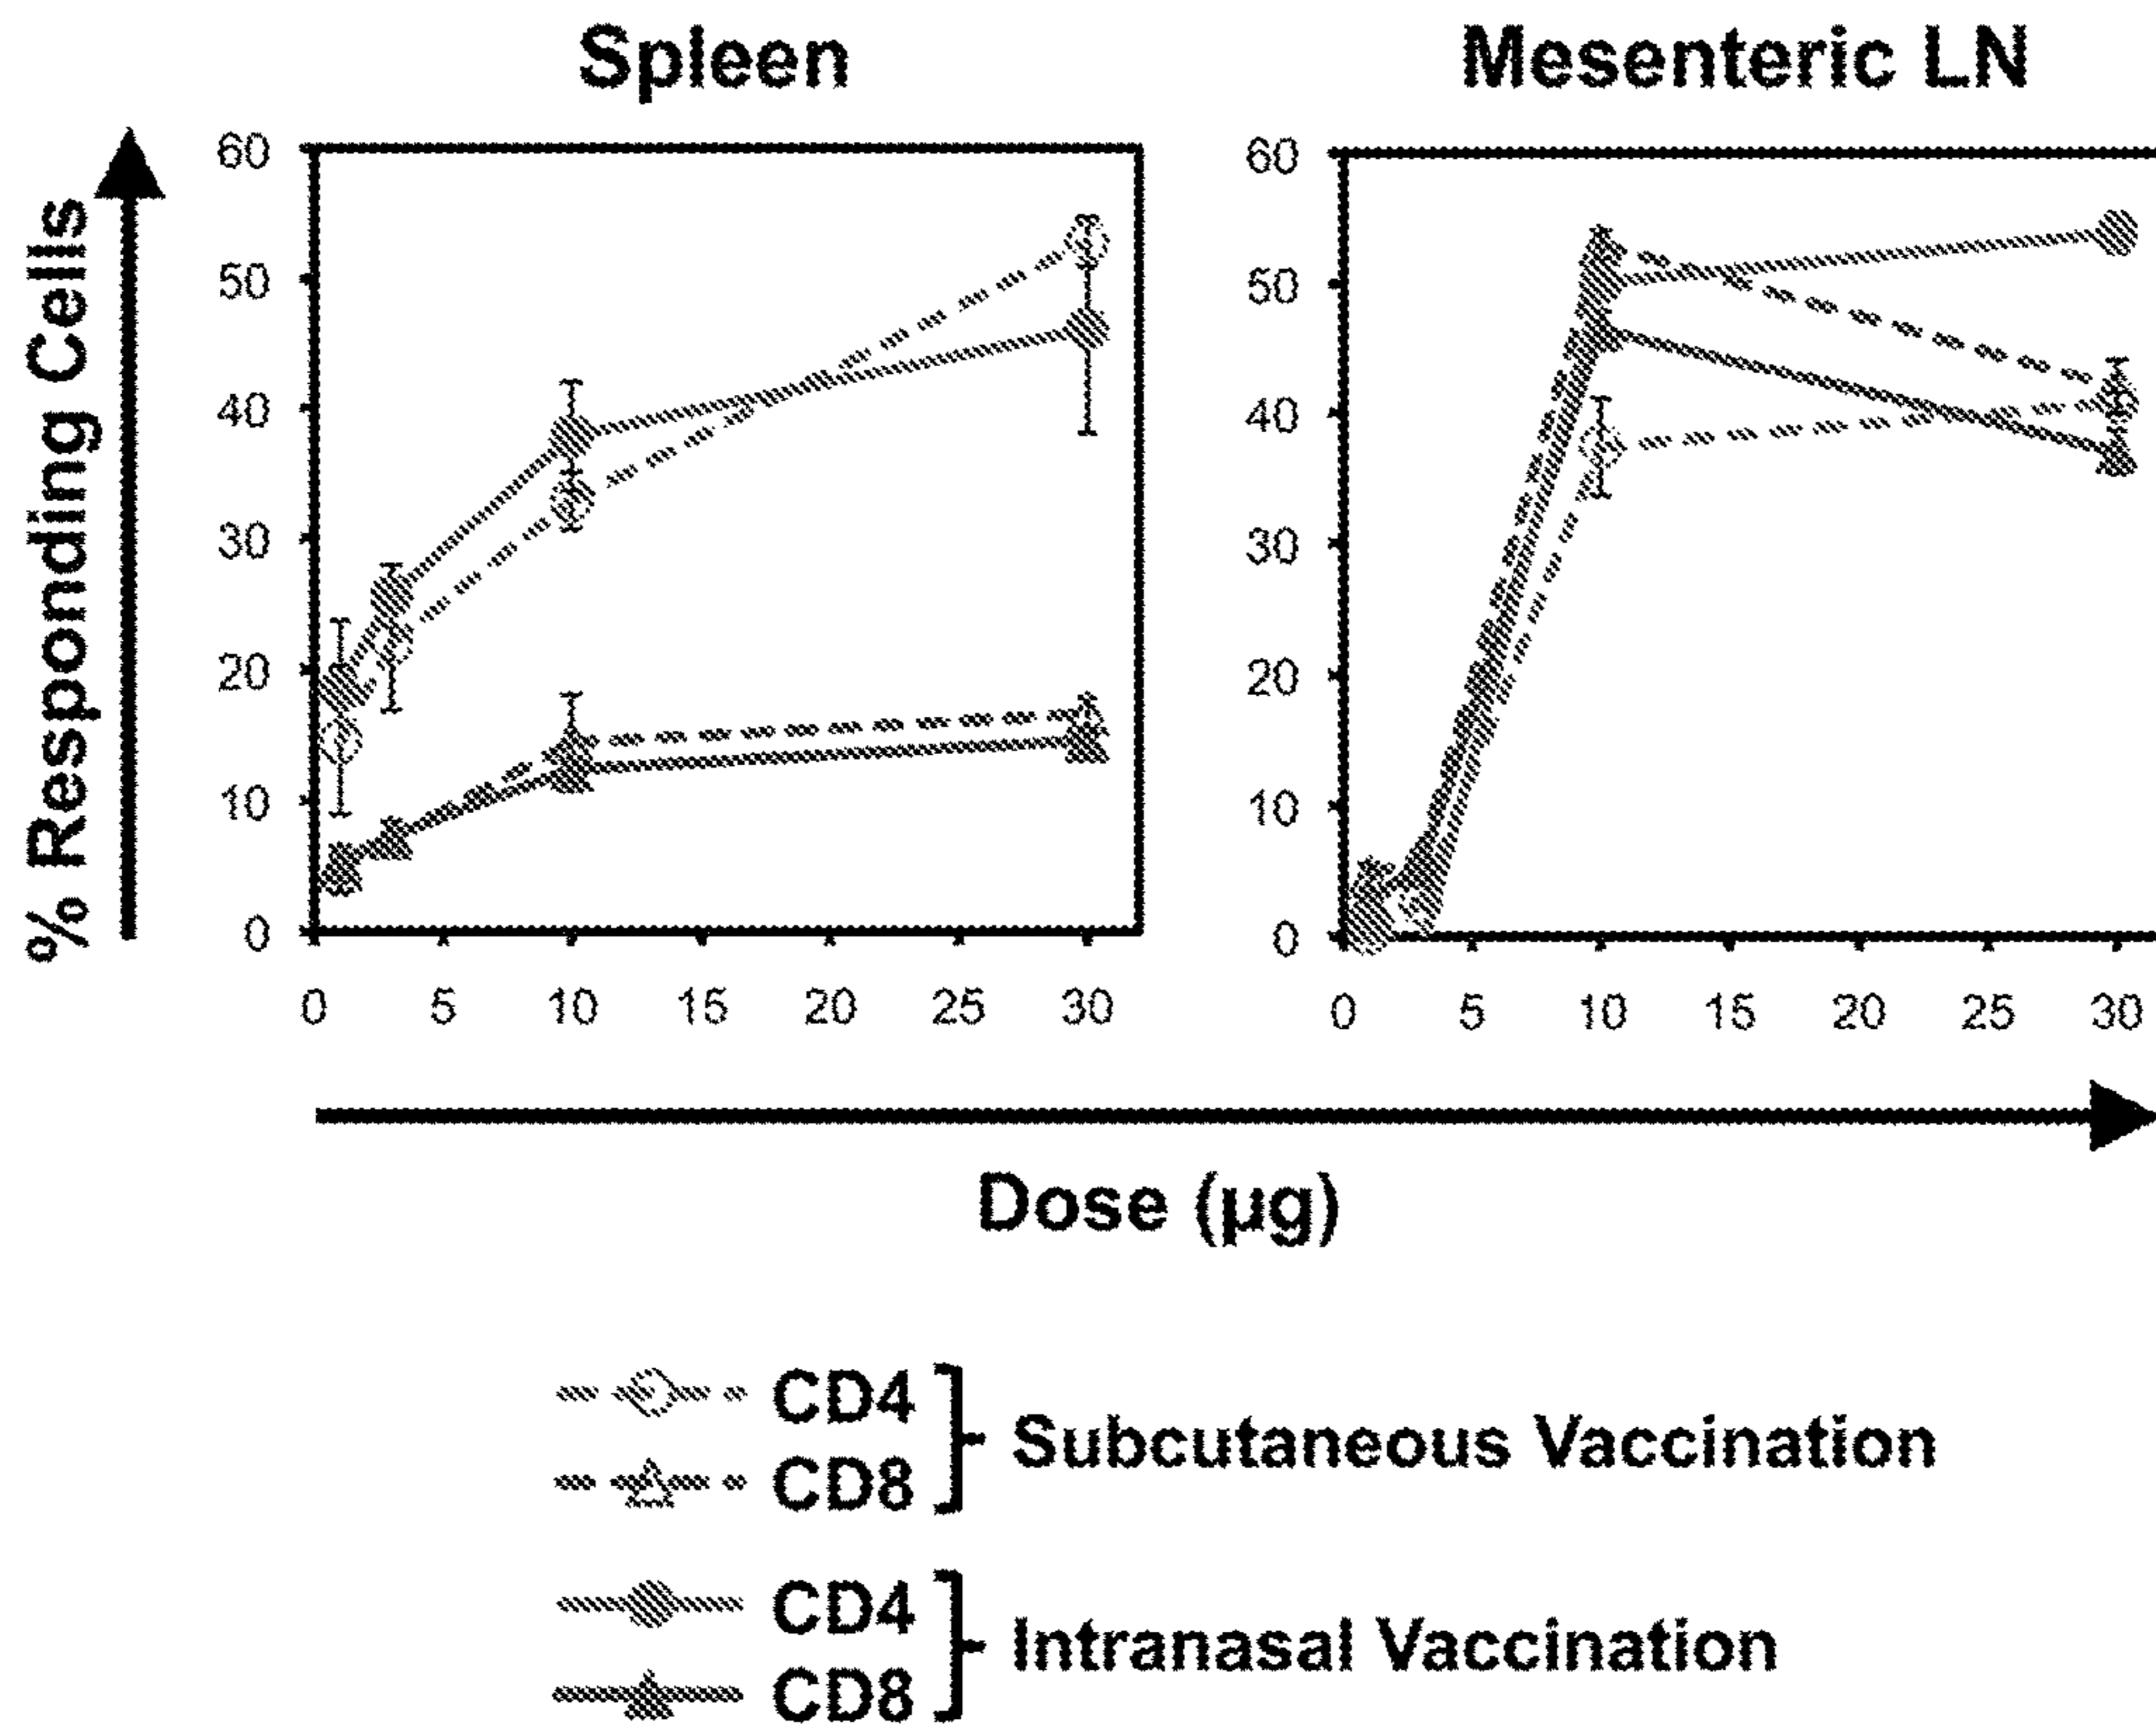 Spleen
Mesenteric LN
% Responding Cells
60
50
40
30
20
10
0
0 5 10 15 20 25 30
60
50
40
30
20
10
0
0 5 10 15 20 25 30
Dose (µg)
CD4
CD8
Subcutaneous Vaccination
CD4
CD8
Intranasal Vaccination